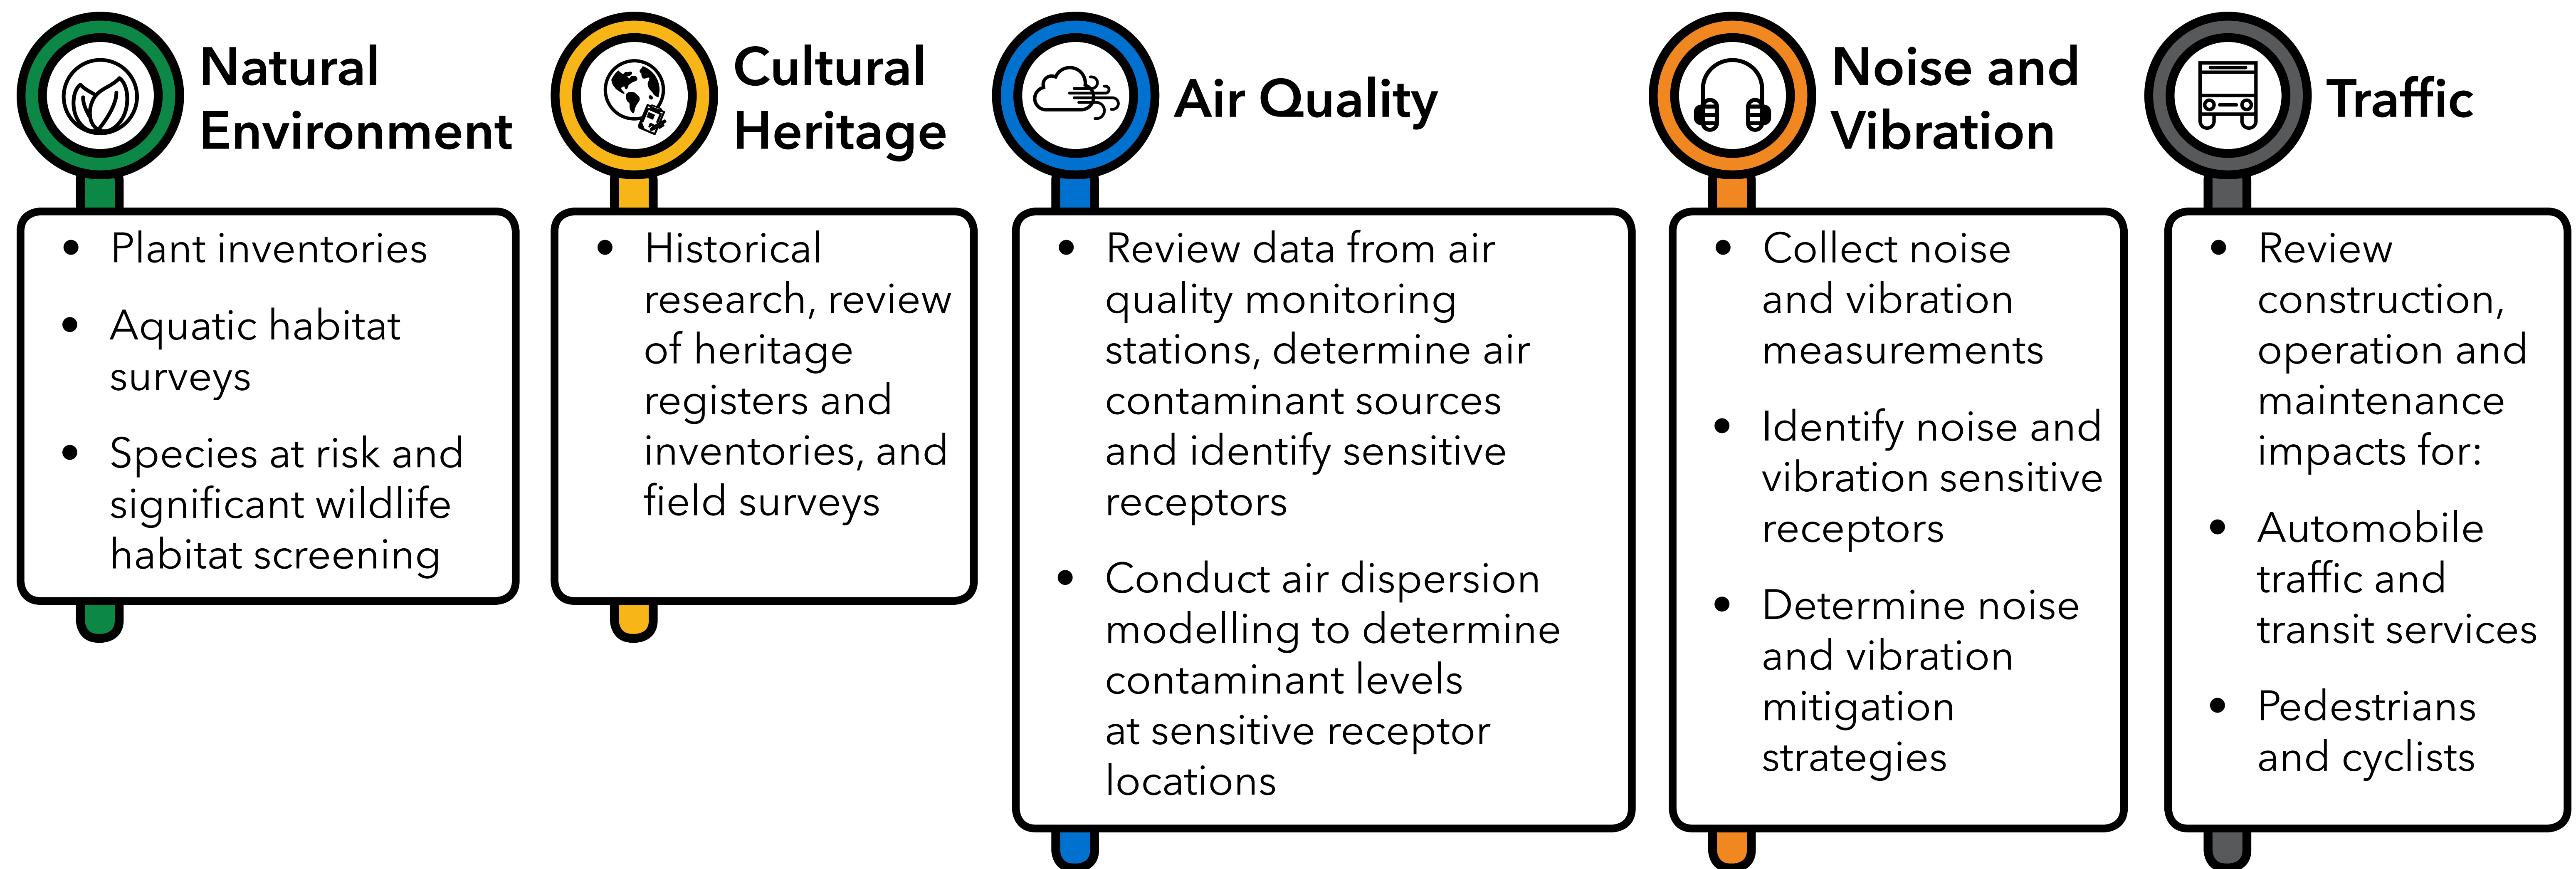 Natural
Environment
• Plant inventories
• Aquatic habitat
surveys
• Species at risk and
significant wildlife
habitat screening
Cultural
Heritage
• Historical
research, review
of heritage
registers and
inventories, and
field surveys
Air Quality
• Review data from air
quality monitoring
stations, determine air
contaminant sources
and identify sensitive
receptors
• Conduct air dispersion
modelling to determine
contaminant levels
at sensitive receptor
locations
Noise and
Vibration
• Collect noise
and vibration
measurements
• Identify noise and
vibration sensitive
receptors
• Determine noise
and vibration
mitigation
strategies
Traffic
• Review
construction,
operation and
maintenance
impacts for:
• Automobile
traffic and
transit services
• Pedestrians
and cyclists